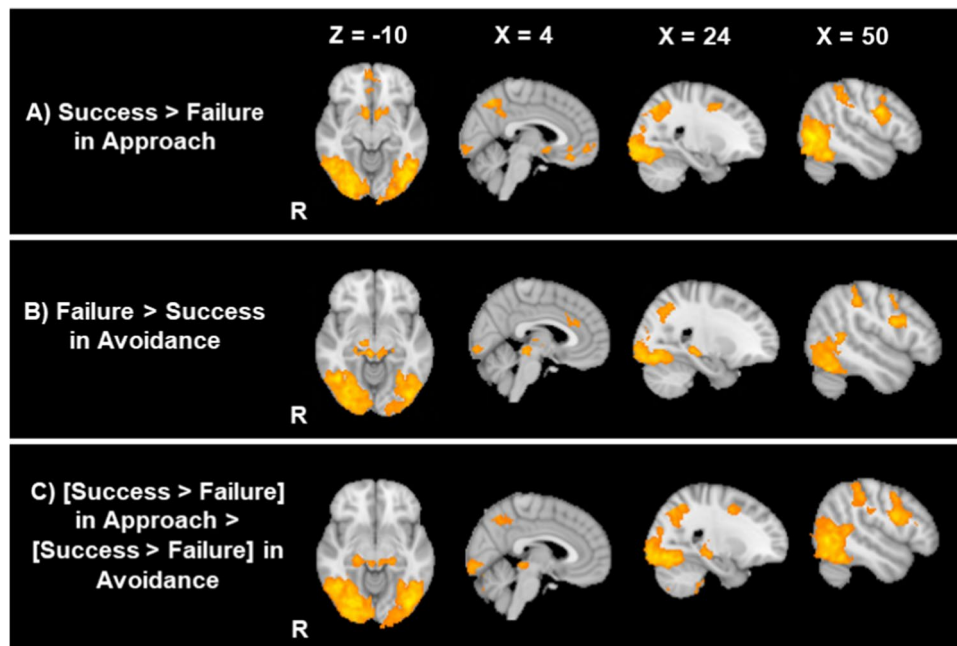 Z = -10 X = 4 X = 24 X = 50
A) Success > Failure
in Approach
R
B) Failure > Success
in Avoidance
R
C) [Success > Failure]
in Approach >
[Success > Failure] in
Avoidance
R